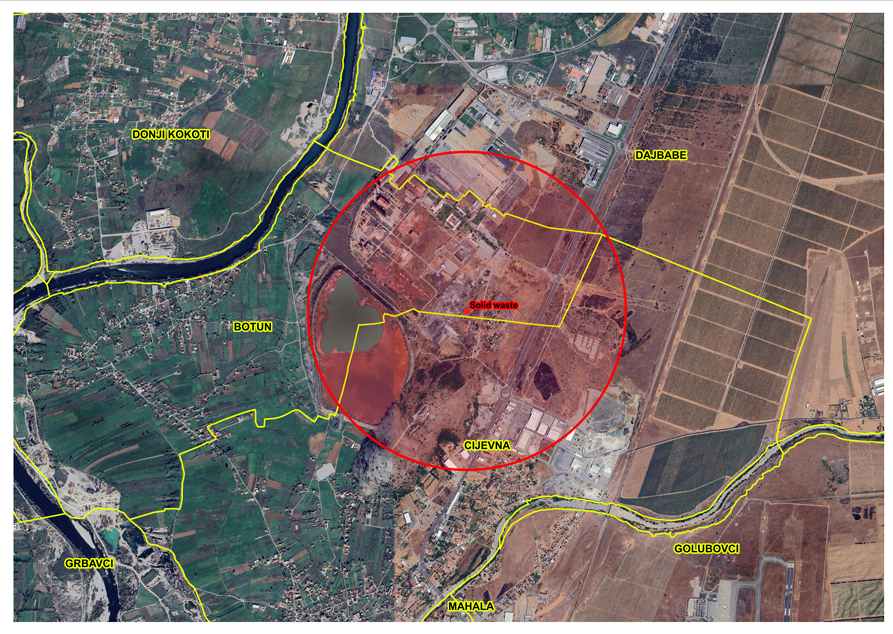 DONJI KOKOTI
DAJBABE
Solid waste
BOTUN
CIJEVNA
GOLUBOVCI
GRBAVCI
MAHALA